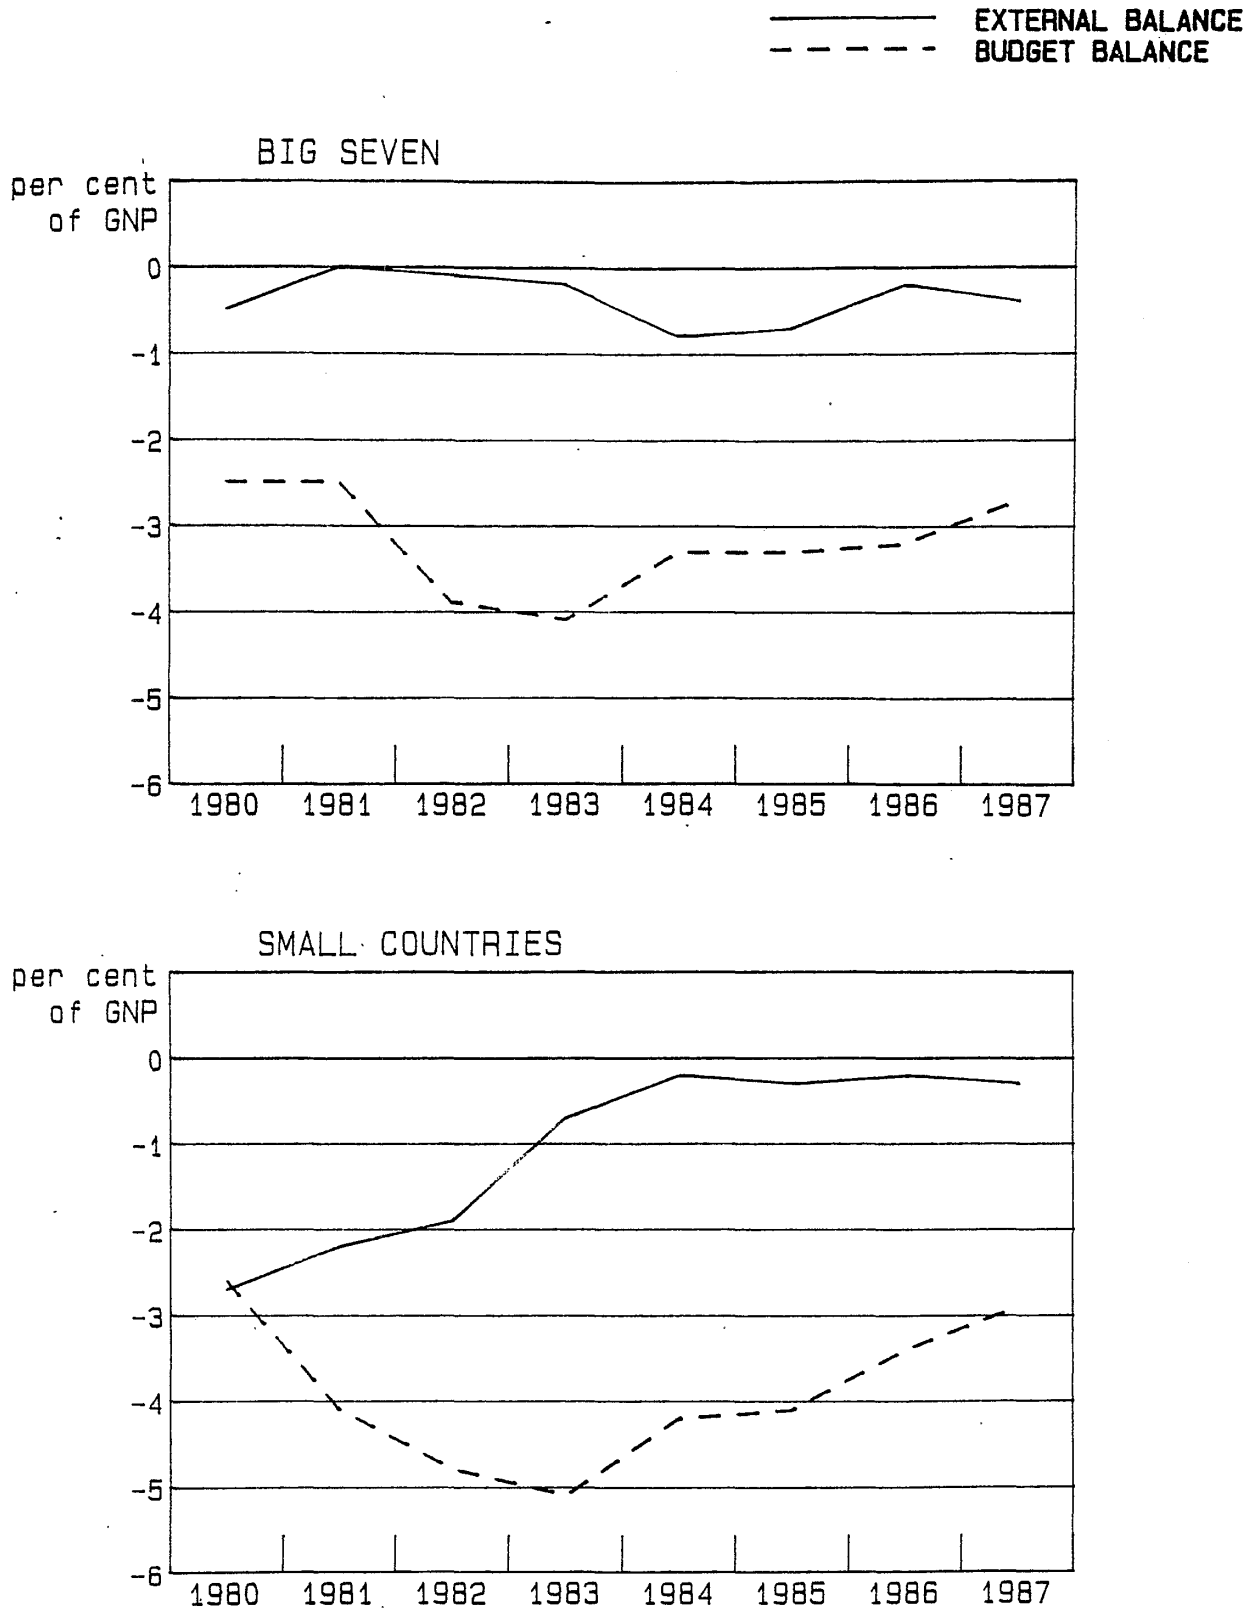 EXTERNAL BALANCE
BUDGET BALANCE
BIG SEVEN
per cent
of GNP
0
-1
-2
-3
-4
-5
-6
1980 1981 1982 1983 1984 1985 1986 1987
SMALL COUNTRIES
per cent
of GNP
0
-1
-2
-3
-4
-5
-6
1980 1981 1982 1983 1984 1985 1986 1987